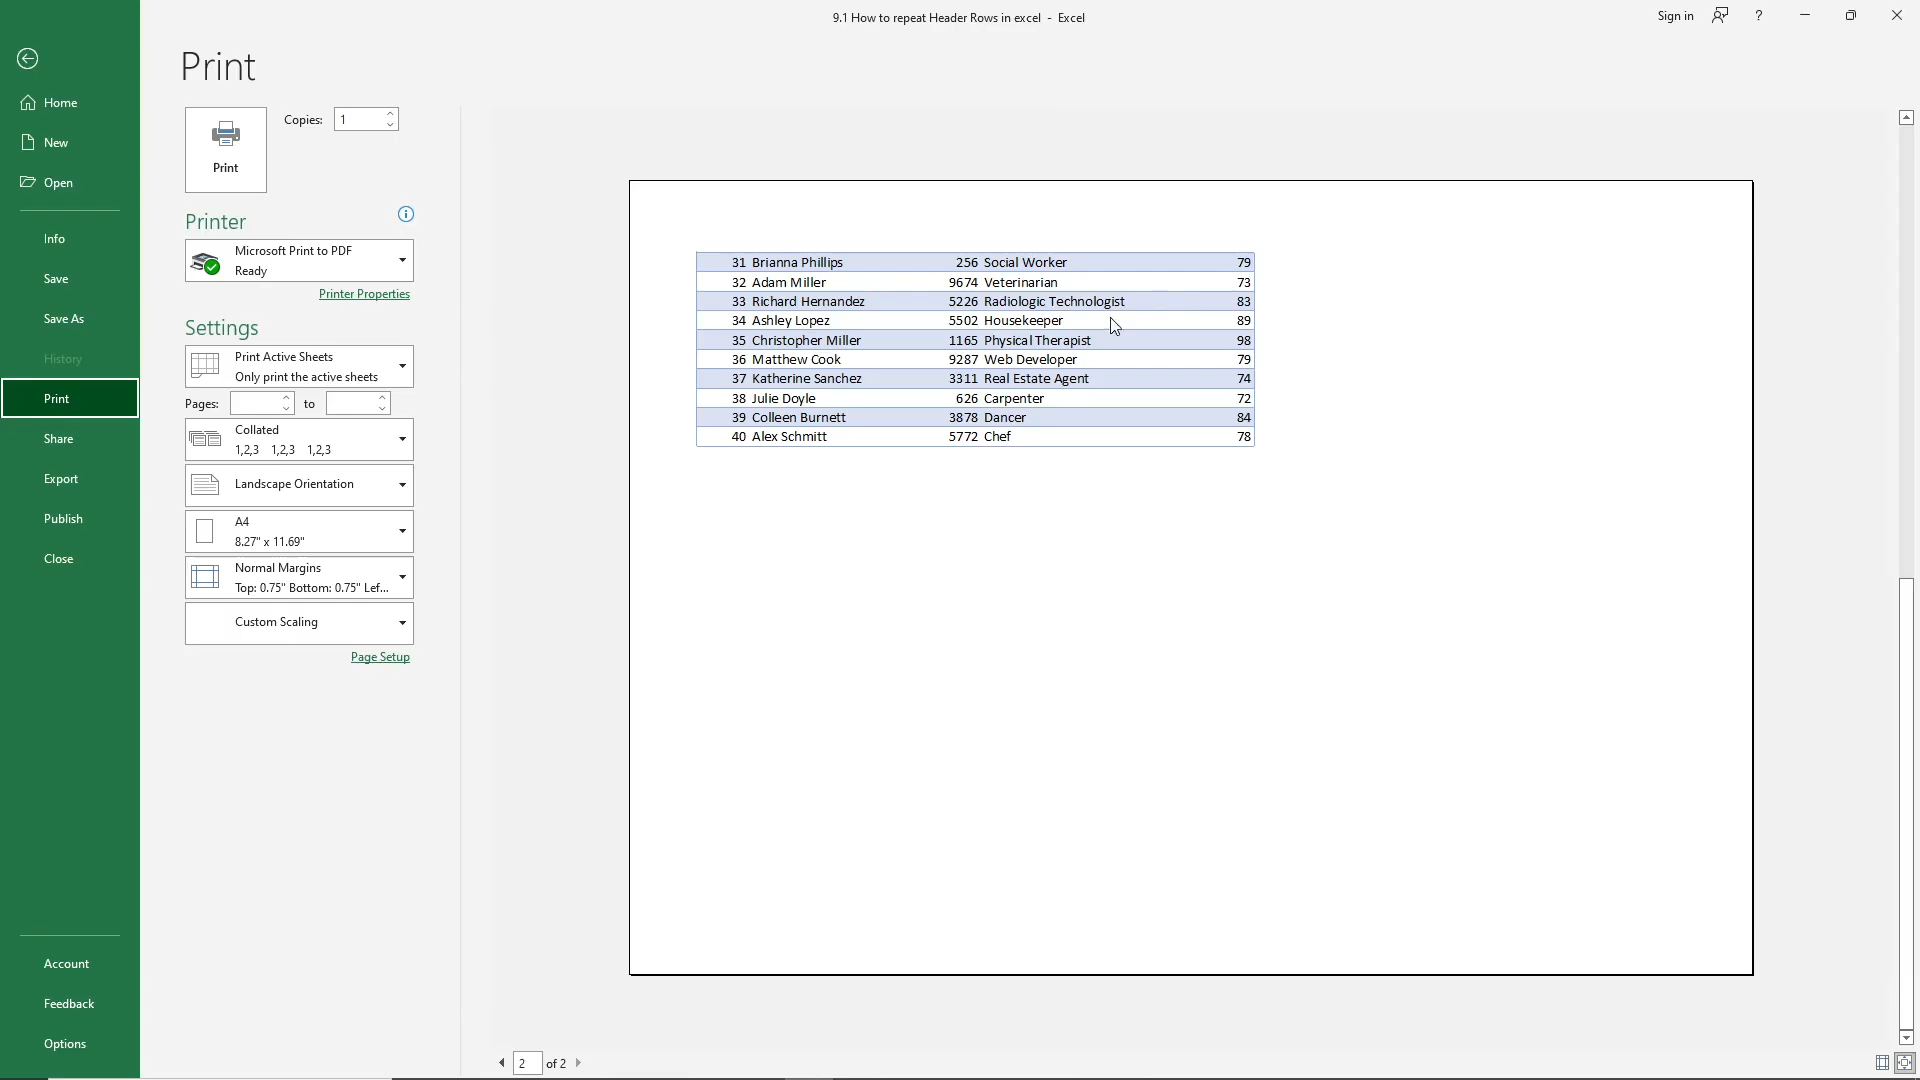 9.1 How to repeat Header Rows in excel - Excel
Sign in
?
Print
Home
New
Open
Info
Save
Save As
History
Print
Share
Export
Publish
Close
Account
Feedback
Options
Print
Copies: 1
Printer
Microsoft Print to PDF
Ready
Printer Properties
Settings
Print Active Sheets
Only print the active sheets
Pages: to
Collated
1,2,3 1,2,3 1,2,3
Landscape Orientation
A4
8.27" x 11.69"
Normal Margins
Top: 0.75" Bottom: 0.75" Lef...
Custom Scaling
Page Setup
31 Brianna Phillips 256 Social Worker 79
32 Adam Miller 9674 Veterinarian 73
33 Richard Hernandez 5226 Radiologic Technologist 83
34 Ashley Lopez 5502 Housekeeper 89
35 Christopher Miller 1165 Physical Therapist 98
36 Matthew Cook 9287 Web Developer 79
37 Katherine Sanchez 3311 Real Estate Agent 74
38 Julie Doyle 626 Carpenter 72
39 Colleen Burnett 3878 Dancer 84
40 Alex Schmitt 5772 Chef 78
2 of 2